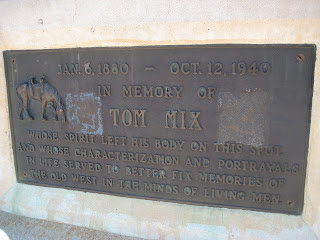 JAN. 6, 1880 — OCT. 12, 1940
IN MEMORY OF
TOM MIX
WHOSE SPIRIT LEFT HIS BODY ON THIS SPOT
AND WHOSE CHARACTERIZATION AND PORTRAYALS
IN LIFE SERVED TO BETTER FIX MEMORIES OF
THE OLD WEST IN THE MINDS OF LIVING MEN.